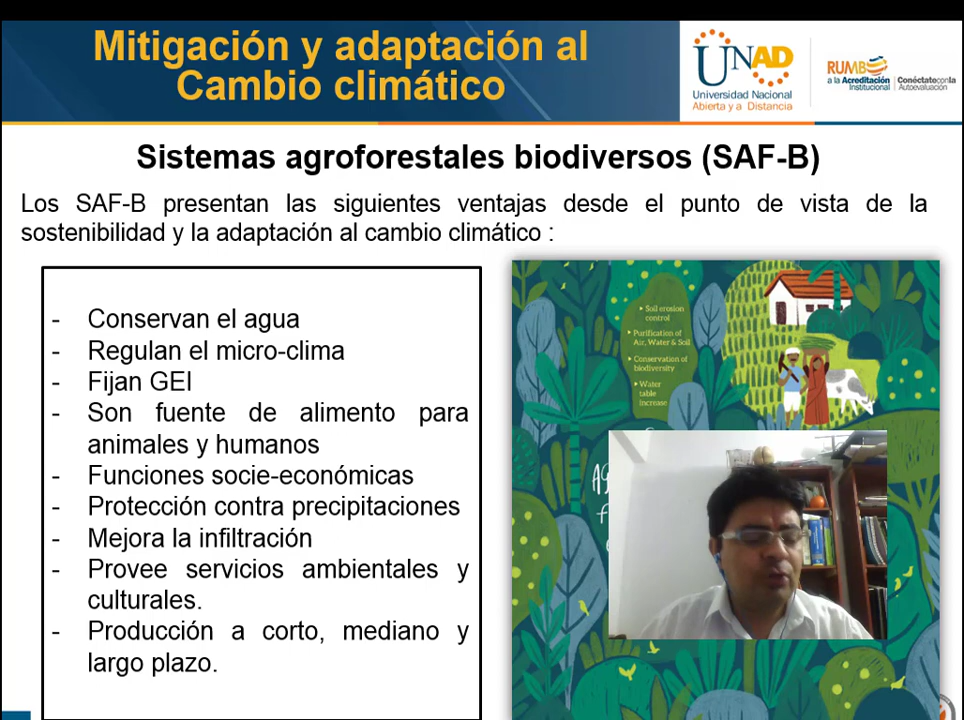 Mitigación y adaptación al
Cambio climático
UNAD
Universidad Nacional
Abierta y a Distancia
RUMBO
a la Acreditación
Institucional
Conéctateconla
Autoevaluación
Sistemas agroforestales biodiversos (SAF-B)
Los SAF-B presentan las siguientes ventajas desde el punto de vista de la
sostenibilidad y la adaptación al cambio climático :
- Conservan el agua
- Regulan el micro-clima
- Fijan GEI
- Son fuente de alimento para
animales y humanos
- Funciones socie-económicas
- Protección contra precipitaciones
- Mejora la infiltración
- Provee servicios ambientales y
culturales.
- Producción a corto, mediano y
largo plazo.
Soil erosion
control
Purification of
Air, Water & Soil
Conservation of
biodiversity
Water
table
increase